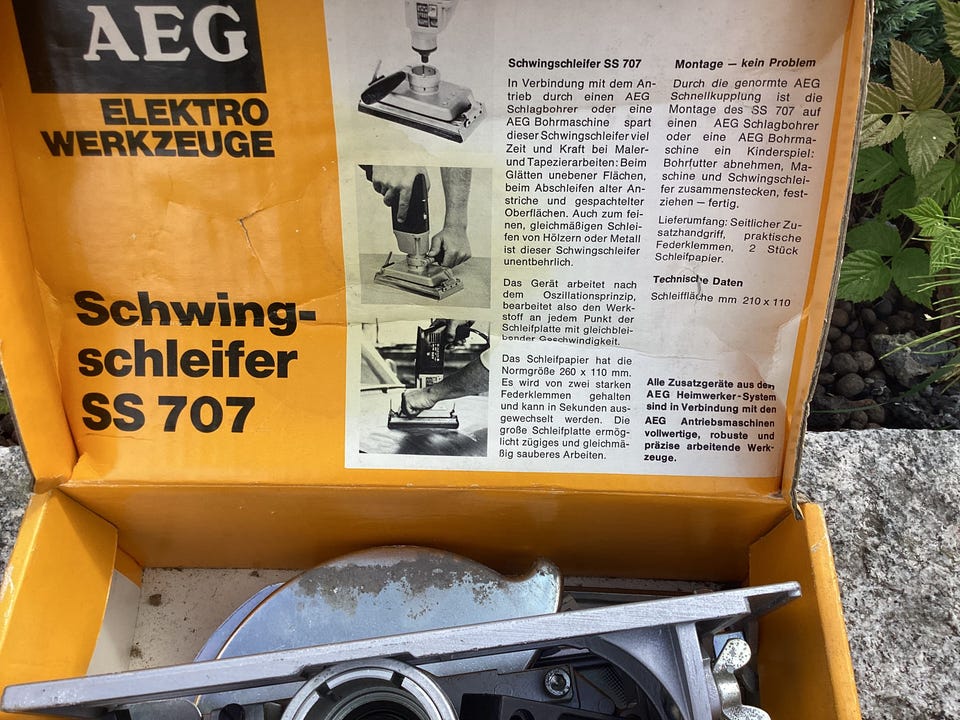 AEG
ELEKTRO
WERKZEUGE
Schwing-
schleifer
SS 707
Schwingschleifer SS 707
In Verbindung mit dem An-
trieb durch einen AEG
Schlagbohrer oder eine
AEG Bohrmaschine spart
dieser Schwingschleifer viel
Zeit und Kraft bei Maler-
und Tapezierarbeiten: Beim
Glätten unebener Flächen,
beim Abschleifen alter An-
striche und gespachtelter
Oberflächen. Auch zum fei-
nen, gleichmäßigen Schlei-
fen von Hölzern oder Metall
ist dieser Schwingschleifer
unentbehrlich.
Das Gerät arbeitet nach
dem Oszillationsprinzip,
bearbeitet also den Werk-
stoff an jedem Punkt der
Schleifplatte mit gleichblei-
bender Geschwindigkeit.
Das Schleifpapier hat die
Normgröße 260 x 110 mm.
Es wird von zwei starken
Federklemmen gehalten
und kann in Sekunden aus-
gewechselt werden. Die
große Schleifplatte ermög-
licht zügiges und gleichmä-
ßig sauberes Arbeiten.
Montage — kein Problem
Durch die genormte AEG
Schnellkupplung ist die
Montage des SS 707 auf
einen AEG Schlagbohrer
oder eine AEG Bohrma-
schine ein Kinderspiel:
Bohrfutter abnehmen, Ma-
schine und Schwingschlei-
fer zusammenstecken, fest-
ziehen — fertig.
Lieferumfang: Seitlicher Zu-
satzhandgriff, praktische
Federklemmen, 2 Stück
Schleifpapier.
Technische Daten
Schleiffläche mm 210 x 110
Alle Zusatzgeräte aus dem
AEG Heimwerker-System
sind in Verbindung mit den
AEG Antriebsmaschinen
vollwertige, robuste und
präzise arbeitende Werk-
zeuge.